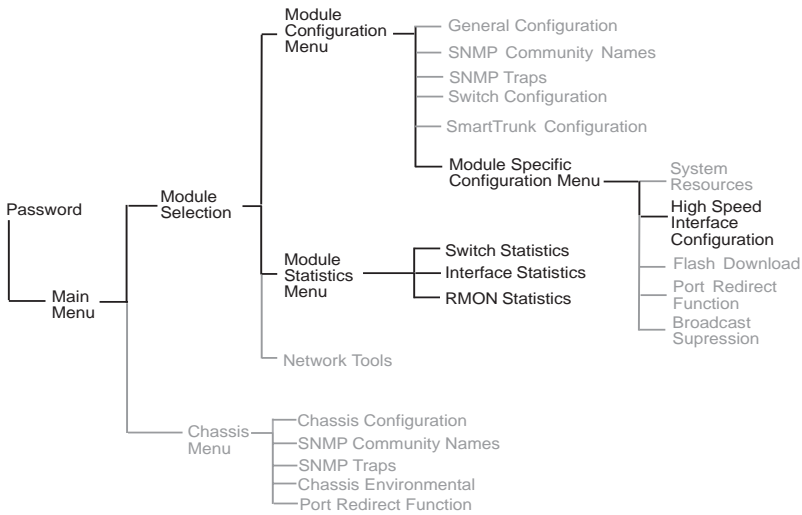 Module
Configuration
Menu
General Configuration
SNMP Community Names
SNMP Traps
Switch Configuration
SmartTrunk Configuration
Module Specific
Configuration Menu
System
Resources
High Speed
Interface
Configuration
Flash Download
Port Redirect
Function
Broadcast
Supression
Password
Main
Menu
Module
Selection
Module
Statistics
Menu
Switch Statistics
Interface Statistics
RMON Statistics
Network Tools
Chassis
Menu
Chassis Configuration
SNMP Community Names
SNMP Traps
Chassis Environmental
Port Redirect Function